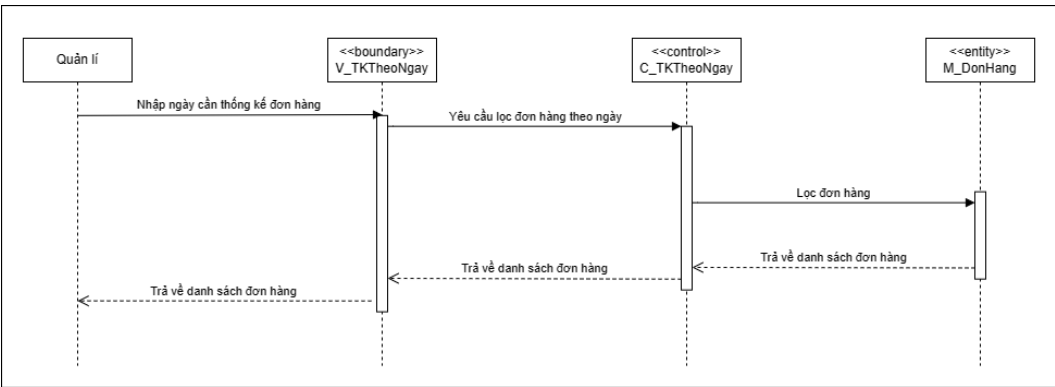 Quản lí
<<boundary>>
V_TKTheoNgay
<<control>>
C_TKTheoNgay
<<entity>>
M_DonHang
Nhập ngày cần thống kế đơn hàng
Yêu cầu lọc đơn hàng theo ngày
Lọc đơn hàng
Trả về danh sách đơn hàng
Trả về danh sách đơn hàng
Trả về danh sách đơn hàng